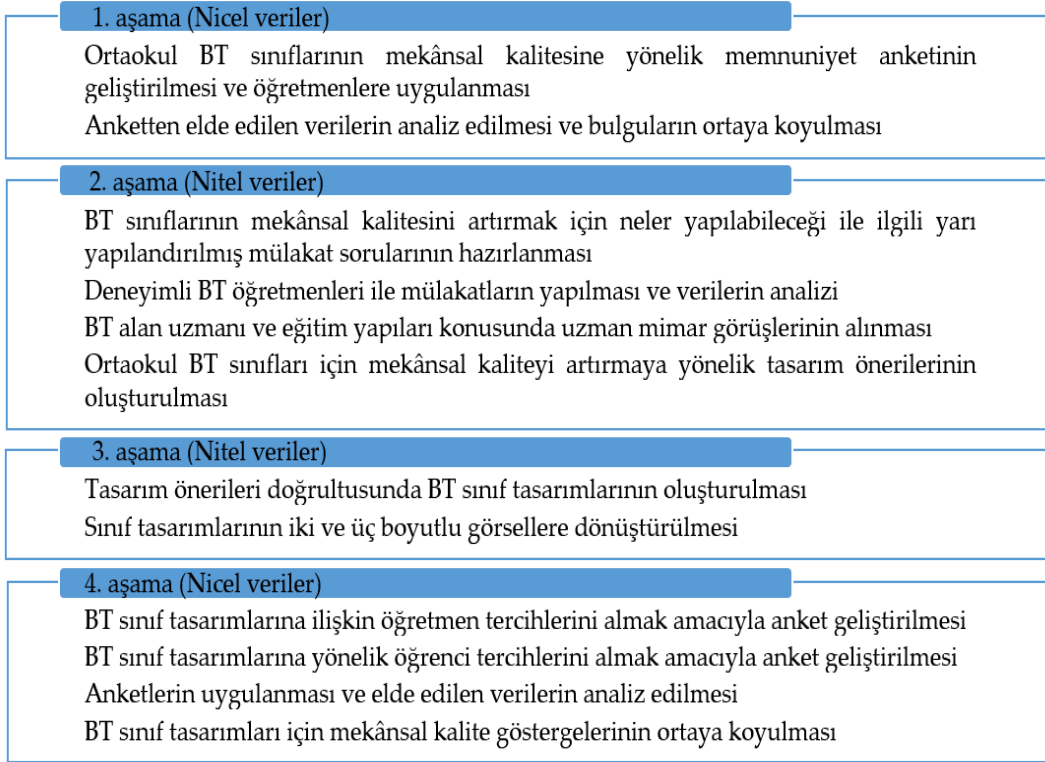 1. aşama (Nicel veriler)
Ortaokul BT sınıflarının mekânsal kalitesine yönelik memnuniyet anketinin
geliştirilmesi ve öğretmenlere uygulanması
Anketten elde edilen verilerin analiz edilmesi ve bulguların ortaya koyulması
2. aşama (Nitel veriler)
BT sınıflarının mekânsal kalitesini artırmak için neler yapılabileceği ile ilgili yarı
yapılandırılmış mülakat sorularının hazırlanması
Deneyimli BT öğretmenleri ile mülakatların yapılması ve verilerin analizi
BT alan uzmanı ve eğitim yapıları konusunda uzman mimar görüşlerinin alınması
Ortaokul BT sınıfları için mekânsal kaliteyi artırmaya yönelik tasarım önerilerinin
oluşturulması
3. aşama (Nitel veriler)
Tasarım önerileri doğrultusunda BT sınıf tasarımlarının oluşturulması
Sınıf tasarımlarının iki ve üç boyutlu görsellere dönüştürülmesi
4. aşama (Nicel veriler)
BT sınıf tasarımlarına ilişkin öğretmen tercihlerini almak amacıyla anket geliştirilmesi
BT sınıf tasarımlarına yönelik öğrenci tercihlerini almak amacıyla anket geliştirilmesi
Anketlerin uygulanması ve elde edilen verilerin analiz edilmesi
BT sınıf tasarımları için mekânsal kalite göstergelerinin ortaya koyulması